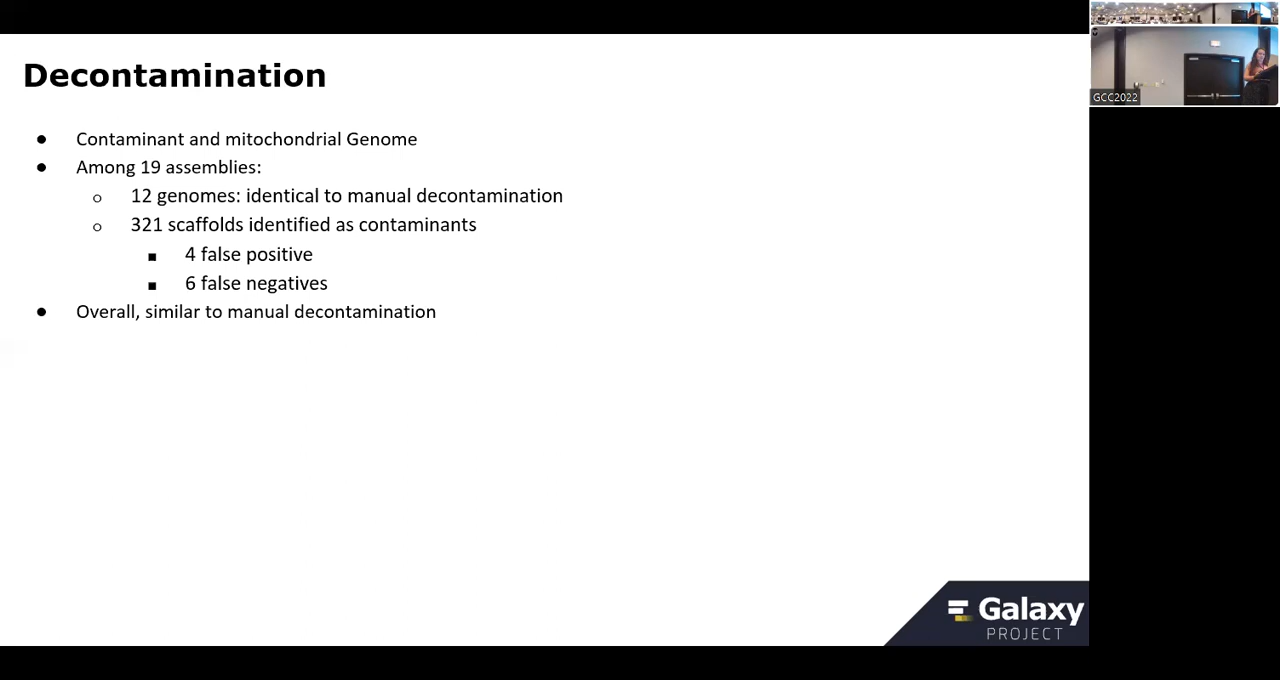 Decontamination
● Contaminant and mitochondrial Genome
● Among 19 assemblies:
○ 12 genomes: identical to manual decontamination
○ 321 scaffolds identified as contaminants
■ 4 false positive
■ 6 false negatives
● Overall, similar to manual decontamination
Galaxy
PROJECT
GCC2022